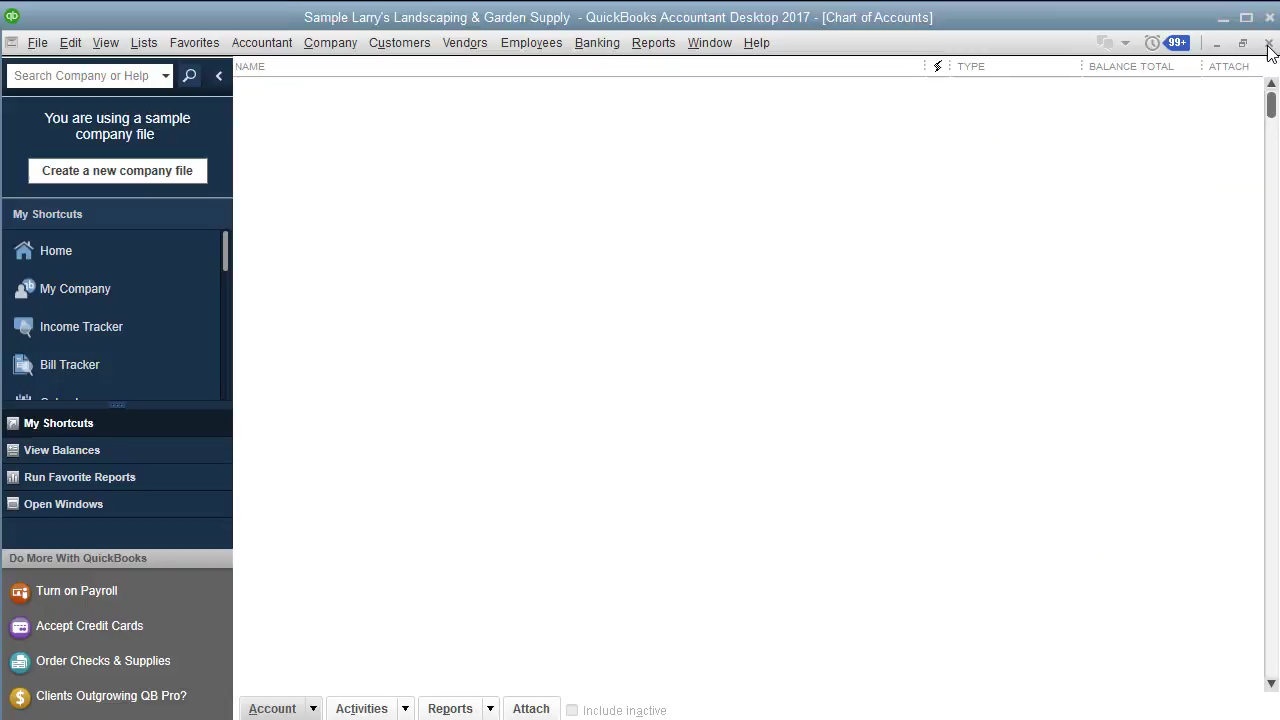 qb
Sample Larry's Landscaping & Garden Supply - QuickBooks Accountant Desktop 2017 - [Chart of Accounts]
File Edit View Lists Favorites Accountant Company Customers Vendors Employees Banking Reports Window Help
99+
Search Company or Help
NAME TYPE BALANCE TOTAL ATTACH
You are using a sample
company file
Create a new company file
My Shortcuts
Home
My Company
Income Tracker
Bill Tracker
My Shortcuts
View Balances
Run Favorite Reports
Open Windows
Do More With QuickBooks
Turn on Payroll
Accept Credit Cards
Order Checks & Supplies
Clients Outgrowing QB Pro?
Account Activities Reports Attach Include inactive